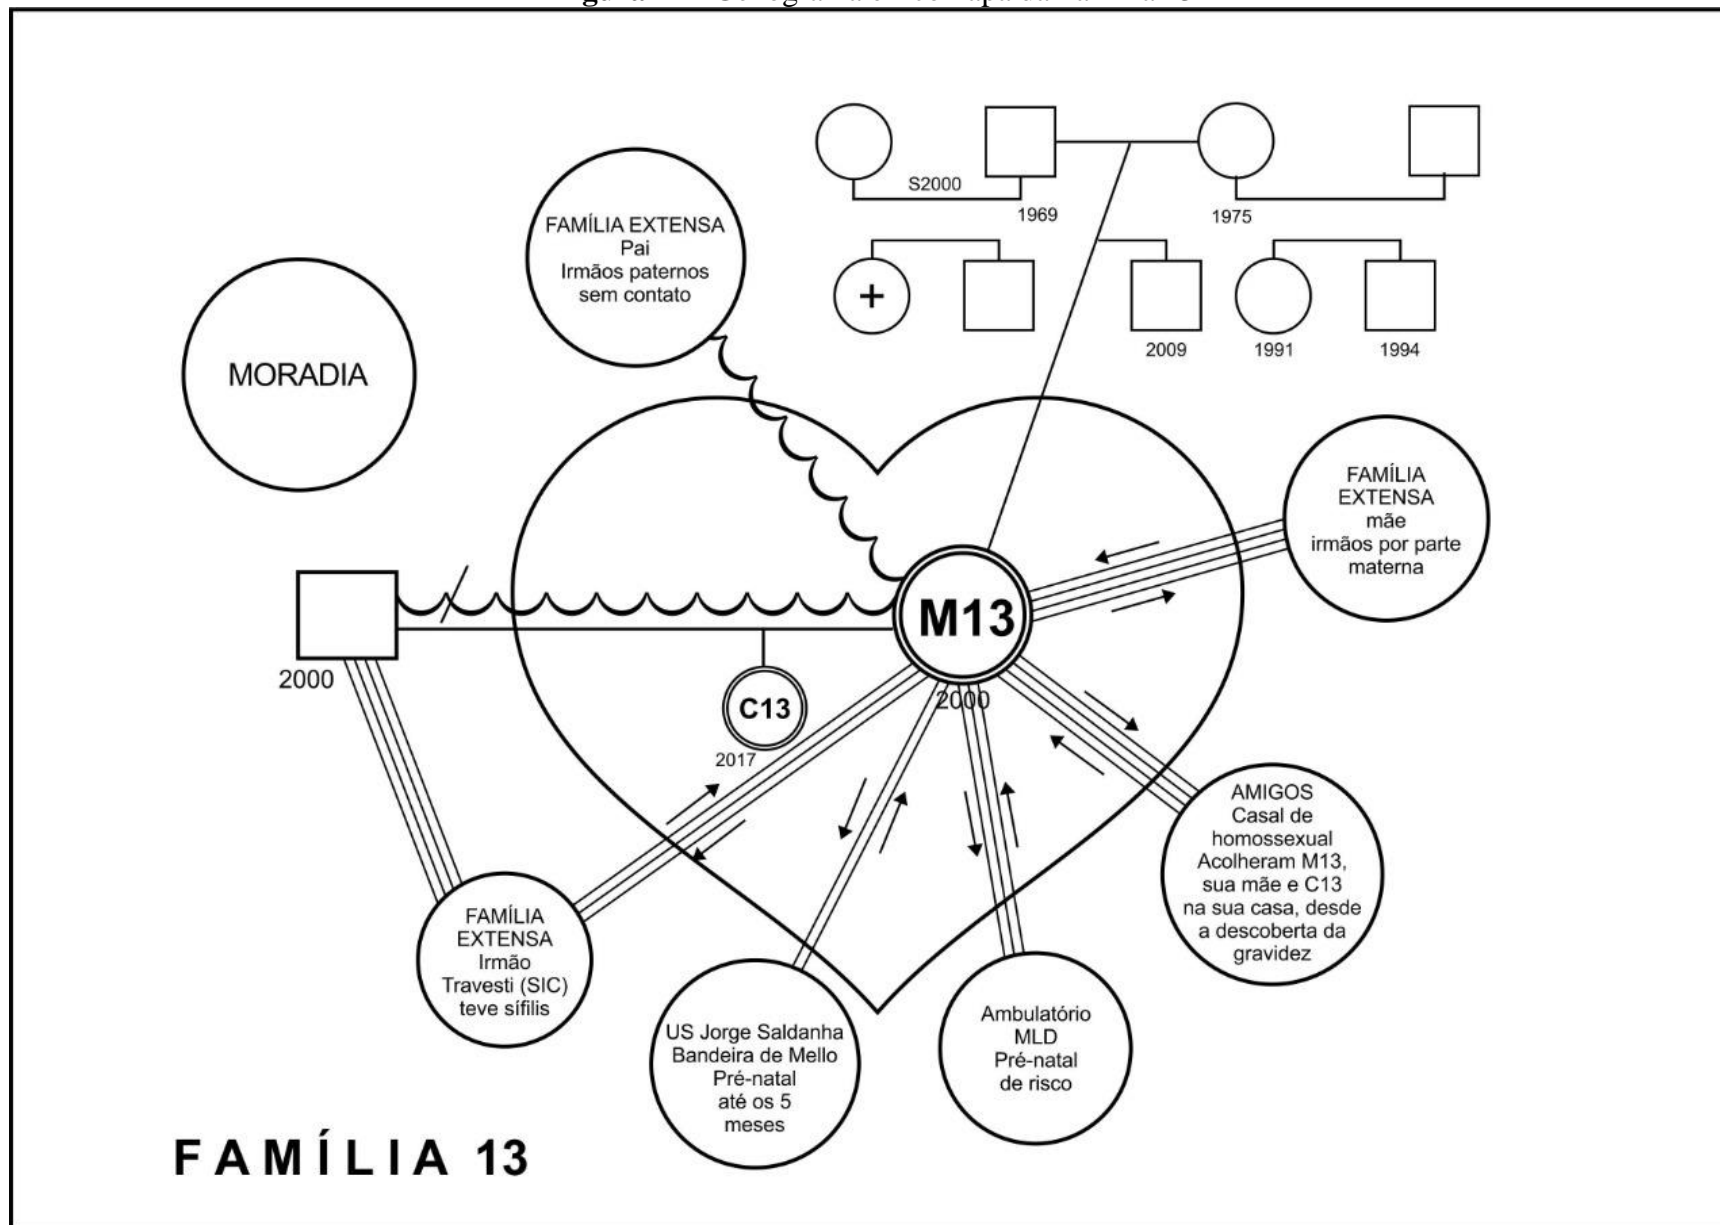 S2000
1969
1975
FAMÍLIA EXTENSA
Pai
Irmãos paternos
sem contato
+
2009
1991
1994
MORADIA
FAMÍLIA
EXTENSA
mãe
irmãos por parte
materna
M13
2000
2000
C13
2017
AMIGOS
Casal de
homossexual
Acolheram M13,
sua mãe e C13
na sua casa, desde
a descoberta da
gravidez
FAMÍLIA
EXTENSA
Irmão
Travesti (SIC)
teve sífilis
US Jorge Saldanha
Bandeira de Mello
Pré-natal
até os 5
meses
Ambulatório
MLD
Pré-natal
de risco
FAMÍLIA 13